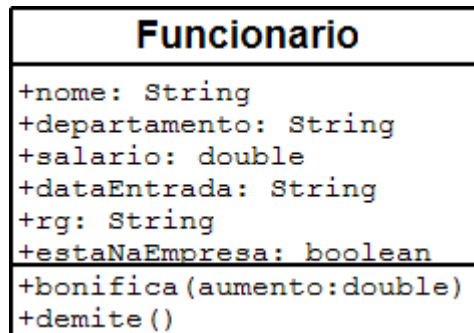 Funcionario
+nome: String
+departamento: String
+salario: double
+dataEntrada: String
+rg: String
+estaNaEmpresa: boolean
+bonifica(aumento:double)
+demite()